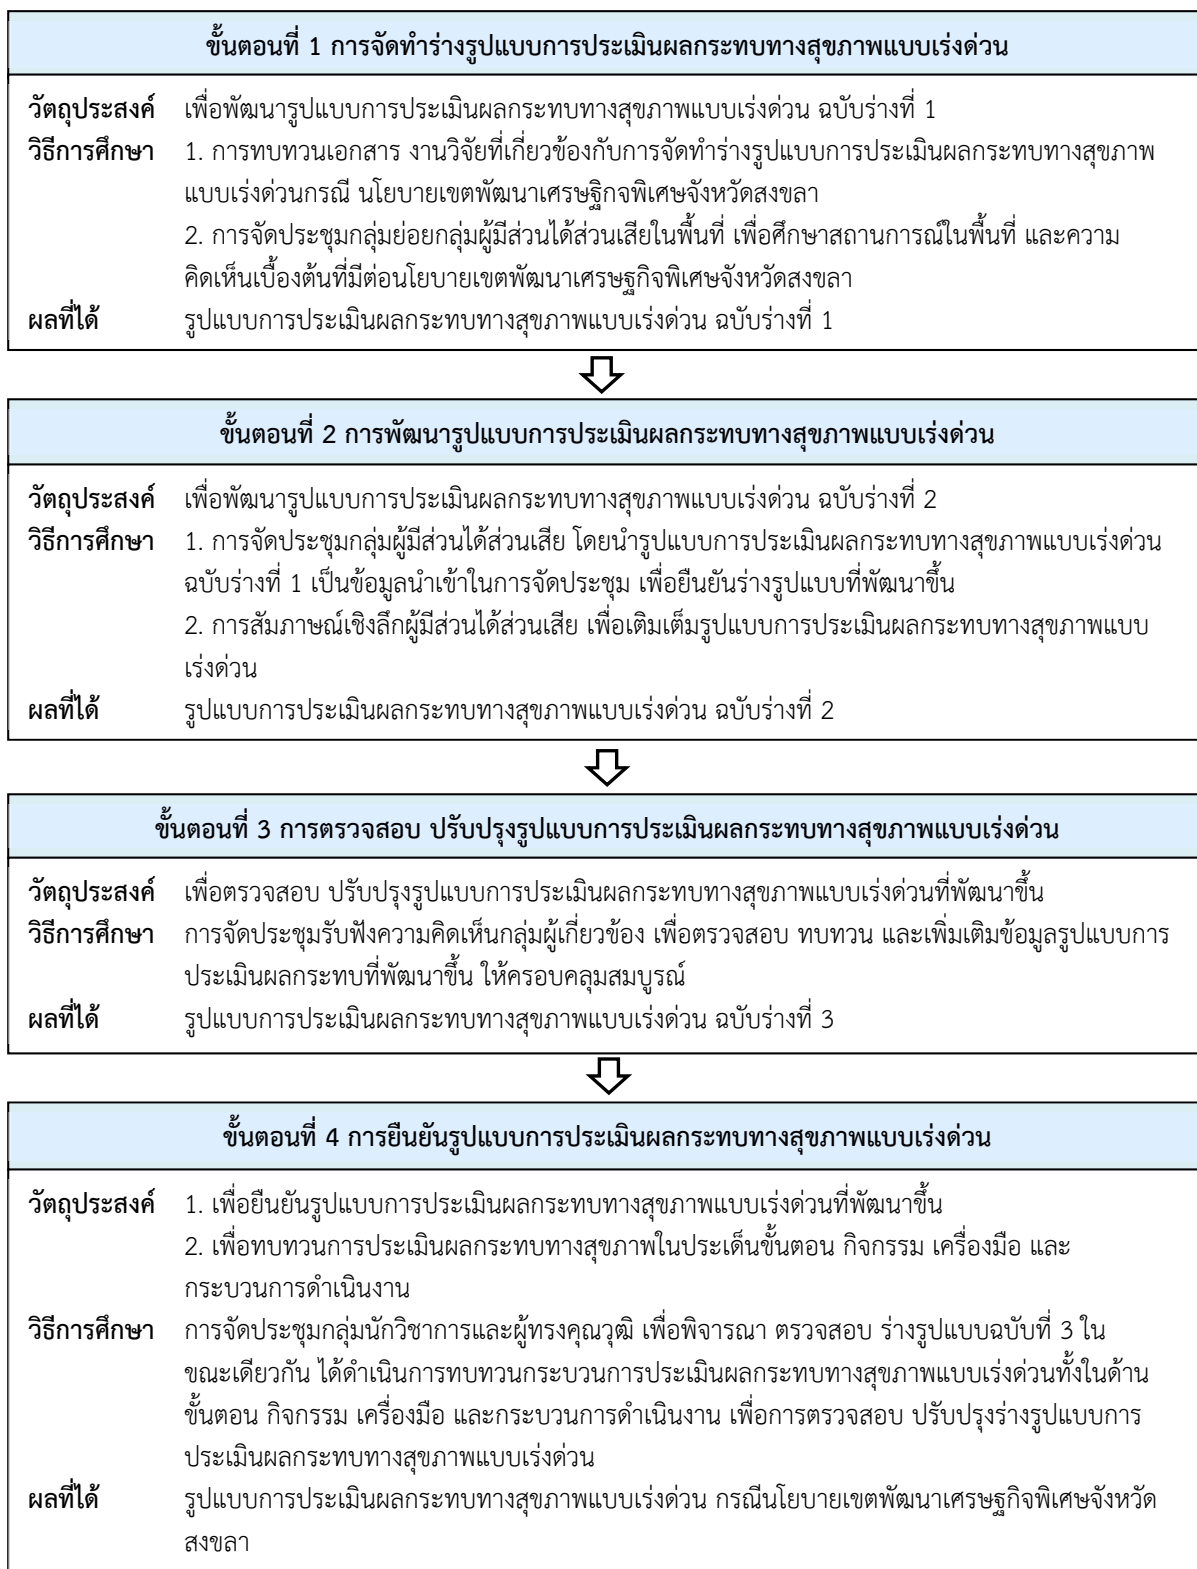 ขั้นตอนที่ 1 การจัดทำร่างรูปแบบการประเมินผลกระทบทางสุขภาพแบบเร่งด่วน
วัตถุประสงค์ เพื่อพัฒนารูปแบบการประเมินผลกระทบทางสุขภาพแบบเร่งด่วน ฉบับร่างที่ 1
วิธีการศึกษา 1. การทบทวนเอกสาร งานวิจัยที่เกี่ยวข้องกับการจัดทำร่างรูปแบบการประเมินผลกระทบทางสุขภาพ
แบบเร่งด่วนกรณี นโยบายเขตพัฒนาเศรษฐิกจพิเศษจังหวัดสงขลา
2. การจัดประชุมกลุ่มย่อยกลุ่มผู้มีส่วนได้ส่วนเสียในพื้นที่ เพื่อศึกษาสถานการณ์ในพื้นที่ และความ
คิดเห็นเบื้องต้นที่มีต่อนโยบายเขตพัฒนาเศรษฐกิจพิเศษจังหวัดสงขลา
ผลที่ได้ รูปแบบการประเมินผลกระทบทางสุขภาพแบบเร่งด่วน ฉบับร่างที่ 1
ขั้นตอนที่ 2 การพัฒนารูปแบบการประเมินผลกระทบทางสุขภาพแบบเร่งด่วน
วัตถุประสงค์ เพื่อพัฒนารูปแบบการประเมินผลกระทบทางสุขภาพแบบเร่งด่วน ฉบับร่างที่ 2
วิธีการศึกษา 1. การจัดประชุมกลุ่มผู้มีส่วนได้ส่วนเสีย โดยนำรูปแบบการประเมินผลกระทบทางสุขภาพแบบเร่งด่วน
ฉบับร่างที่ 1 เป็นข้อมูลนำเข้าในการจัดประชุม เพื่อยืนยันร่างรูปแบบที่พัฒนาขึ้น
2. การสัมภาษณ์เชิงลึกผู้มีส่วนได้ส่วนเสีย เพื่อเติมเต็มรูปแบบการประเมินผลกระทบทางสุขภาพแบบ
เร่งด่วน
ผลที่ได้ รูปแบบการประเมินผลกระทบทางสุขภาพแบบเร่งด่วน ฉบับร่างที่ 2
ขั้นตอนที่ 3 การตรวจสอบ ปรับปรุงรูปแบบการประเมินผลกระทบทางสุขภาพแบบเร่งด่วน
วัตถุประสงค์ เพื่อตรวจสอบ ปรับปรุงรูปแบบการประเมินผลกระทบทางสุขภาพแบบเร่งด่วนที่พัฒนาขึ้น
วิธีการศึกษา การจัดประชุมรับฟังความคิดเห็นกลุ่มผู้เกี่ยวข้อง เพื่อตรวจสอบ ทบทวน และเพิ่มเติมข้อมูลรูปแบบการ
ประเมินผลกระทบที่พัฒนาขึ้น ให้ครอบคลุมสมบูรณ์
ผลที่ได้ รูปแบบการประเมินผลกระทบทางสุขภาพแบบเร่งด่วน ฉบับร่างที่ 3
ขั้นตอนที่ 4 การยืนยันรูปแบบการประเมินผลกระทบทางสุขภาพแบบเร่งด่วน
วัตถุประสงค์ 1. เพื่อยืนยันรูปแบบการประเมินผลกระทบทางสุขภาพแบบเร่งด่วนที่พัฒนาขึ้น
2. เพื่อทบทวนการประเมินผลกระทบทางสุขภาพในประเด็นขั้นตอน กิจกรรม เครื่องมือ และ
กระบวนการดำเนินงาน
วิธีการศึกษา การจัดประชุมกลุ่มนักวิชาการและผู้ทรงคุณวุฒิ เพื่อพิจารณา ตรวจสอบ ร่างรูปแบบฉบับที่ 3 ใน
ขณะเดียวกัน ได้ดำเนินการทบทวนกระบวนการประเมินผลกระทบทางสุขภาพแบบเร่งด่วนทั้งในด้าน
ขั้นตอน กิจกรรม เครื่องมือ และกระบวนการดำเนินงาน เพื่อการตรวจสอบ ปรับปรุงร่างรูปแบบการ
ประเมินผลกระทบทางสุขภาพแบบเร่งด่วน
ผลที่ได้ รูปแบบการประเมินผลกระทบทางสุขภาพแบบเร่งด่วน กรณีนโยบายเขตพัฒนาเศรษฐกิจพิเศษจังหวัด
สงขลา